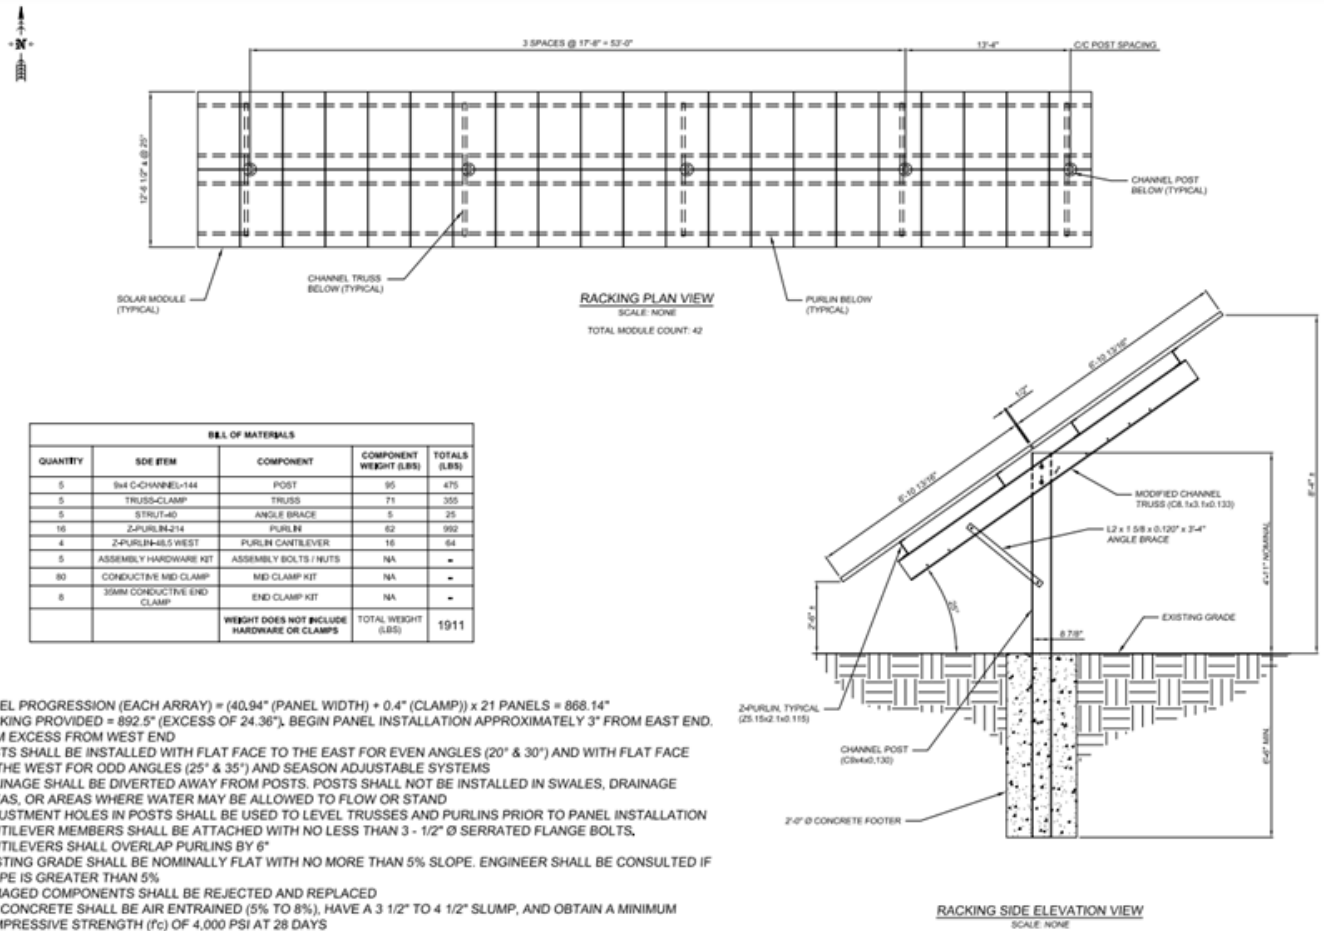 N
3 SPACES @ 17'-8" = 53'-0"
13'-4"
C/C POST SPACING
12'-6 1/2" ± @ 25°
CHANNEL POST
BELOW (TYPICAL)
CHANNEL TRUSS
BELOW (TYPICAL)
SOLAR MODULE
(TYPICAL)
PURLIN BELOW
(TYPICAL)
RACKING PLAN VIEW
SCALE: NONE
TOTAL MODULE COUNT: 42
BILL OF MATERIALS
QUANTITY SDE ITEM COMPONENT COMPONENT WEIGHT (LBS) TOTALS (LBS)
5 9x4 C-CHANNEL-144 POST 95 475
5 TRUSS-CLAMP TRUSS 71 355
5 STRUT-40 ANGLE BRACE 5 25
16 Z-PURLIN-214 PURLIN 62 992
4 Z-PURLIN-48.5 WEST PURLIN CANTILEVER 16 64
5 ASSEMBLY HARDWARE KIT ASSEMBLY BOLTS / NUTS NA -
80 CONDUCTIVE MID CLAMP MID CLAMP KIT NA -
8 35MM CONDUCTIVE END CLAMP END CLAMP KIT NA -
WEIGHT DOES NOT INCLUDE HARDWARE OR CLAMPS TOTAL WEIGHT (LBS) 1911
6'-10 13/16"
1/2"
6'-10 13/16"
8'-4" ±
MODIFIED CHANNEL
TRUSS (C8.1x3.1x0.133)
L2 x 1 5/8 x 0.120" x 3'-4"
ANGLE BRACE
4'-11" NOMINAL
2'-6" ±
25°
EXISTING GRADE
8 7/8"
Z-PURLIN, TYPICAL
(Z5.15x2.1x0.115)
CHANNEL POST
(C9x4x0.130)
6'-6" MIN.
2'-0" Ø CONCRETE FOOTER
RACKING SIDE ELEVATION VIEW
SCALE: NONE
EL PROGRESSION (EACH ARRAY) = (40.94" (PANEL WIDTH) + 0.4" (CLAMP)) x 21 PANELS = 868.14"
KING PROVIDED = 892.5" (EXCESS OF 24.36"). BEGIN PANEL INSTALLATION APPROXIMATELY 3" FROM EAST END.
M EXCESS FROM WEST END
TS SHALL BE INSTALLED WITH FLAT FACE TO THE EAST FOR EVEN ANGLES (20° & 30°) AND WITH FLAT FACE
THE WEST FOR ODD ANGLES (25° & 35°) AND SEASON ADJUSTABLE SYSTEMS
INAGE SHALL BE DIVERTED AWAY FROM POSTS. POSTS SHALL NOT BE INSTALLED IN SWALES, DRAINAGE
AS, OR AREAS WHERE WATER MAY BE ALLOWED TO FLOW OR STAND
USTMENT HOLES IN POSTS SHALL BE USED TO LEVEL TRUSSES AND PURLINS PRIOR TO PANEL INSTALLATION
TILEVER MEMBERS SHALL BE ATTACHED WITH NO LESS THAN 3 - 1/2" Ø SERRATED FLANGE BOLTS.
TILEVERS SHALL OVERLAP PURLINS BY 6"
STING GRADE SHALL BE NOMINALLY FLAT WITH NO MORE THAN 5% SLOPE. ENGINEER SHALL BE CONSULTED IF
PE IS GREATER THAN 5%
AGED COMPONENTS SHALL BE REJECTED AND REPLACED
CONCRETE SHALL BE AIR ENTRAINED (5% TO 8%), HAVE A 3 1/2" TO 4 1/2" SLUMP, AND OBTAIN A MINIMUM
MPRESSIVE STRENGTH (f'c) OF 4,000 PSI AT 28 DAYS